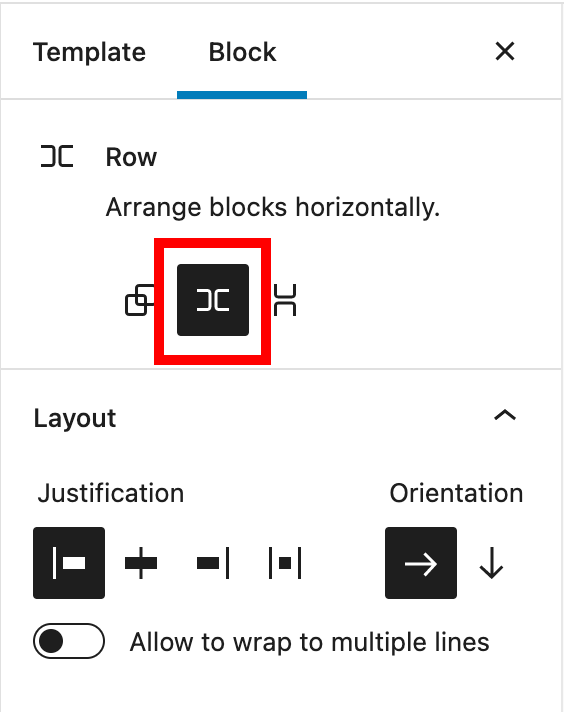 Template Block
Row
Arrange blocks horizontally.
Layout
Justification Orientation
Allow to wrap to multiple lines